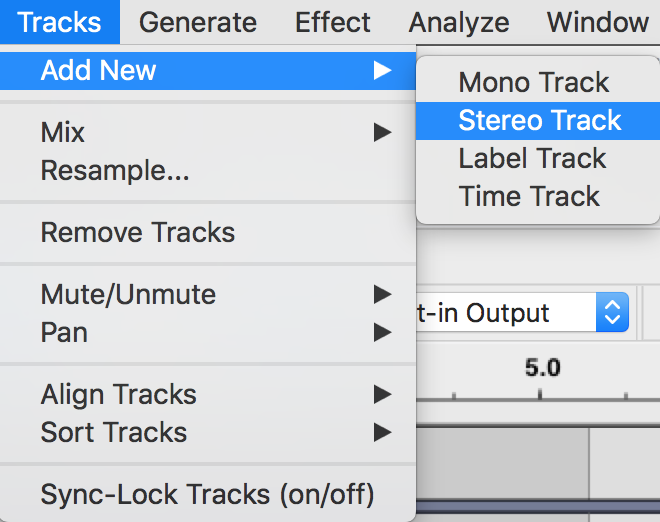 Tracks Generate Effect Analyze Window
Add New
Mono Track
Stereo Track
Label Track
Time Track
Mix
Resample...
Remove Tracks
Mute/Unmute
Pan
Align Tracks
Sort Tracks
Sync-Lock Tracks (on/off)
t-in Output
5.0